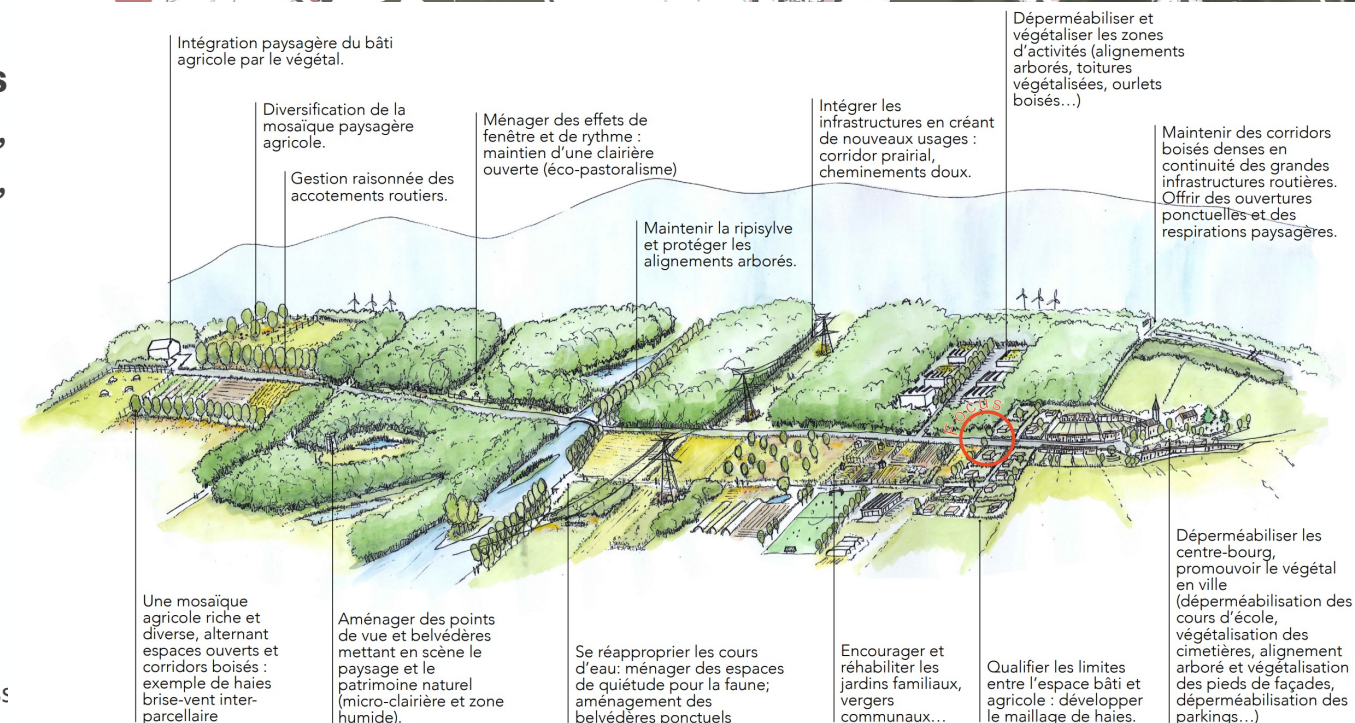 Intégration paysagère du bâti
agricole par le végétal.
Diversification de la
mosaïque paysagère
agricole.
Gestion raisonnée des
accotements routiers.
Ménager des effets de
fenêtre et de rythme :
maintien d'une clairière
ouverte (éco-pastoralisme)
Maintenir la ripisylve
et protéger les
alignements arborés.
Intégrer les
infrastructures en créant
de nouveaux usages :
corridor prairial,
cheminements doux.
Déperméabiliser et
végétaliser les zones
d'activités (alignements
arborés, toitures
végétalisées, ourlets
boisés…)
Maintenir des corridors
boisés denses en
continuité des grandes
infrastructures routières.
Offrir des ouvertures
ponctuelles et des
respirations paysagères.
FOCUS
Une mosaïque
agricole riche et
diverse, alternant
espaces ouverts et
corridors boisés :
exemple de haies
brise-vent inter-
parcellaire
Aménager des points
de vue et belvédères
mettant en scène le
paysage et le
patrimoine naturel
(micro-clairière et zone
humide).
Se réapproprier les cours
d'eau: ménager des espaces
de quiétude pour la faune;
aménagement des
belvédères ponctuels
Encourager et
réhabiliter les
jardins familiaux,
vergers
communaux…
Qualifier les limites
entre l'espace bâti et
agricole : développer
le maillage de haies.
Déperméabiliser les
centre-bourg,
promouvoir le végétal
en ville
(déperméabilisation des
cours d'école,
végétalisation des
cimetières, alignement
arboré et végétalisation
des pieds de façades,
déperméabilisation des
parkings…)